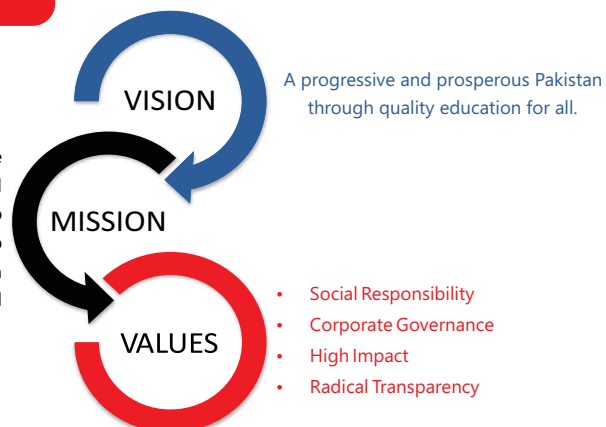 VISION
A progressive and prosperous Pakistan
through quality education for all.
MISSION
VALUES
• Social Responsibility
• Corporate Governance
• High Impact
• Radical Transparency